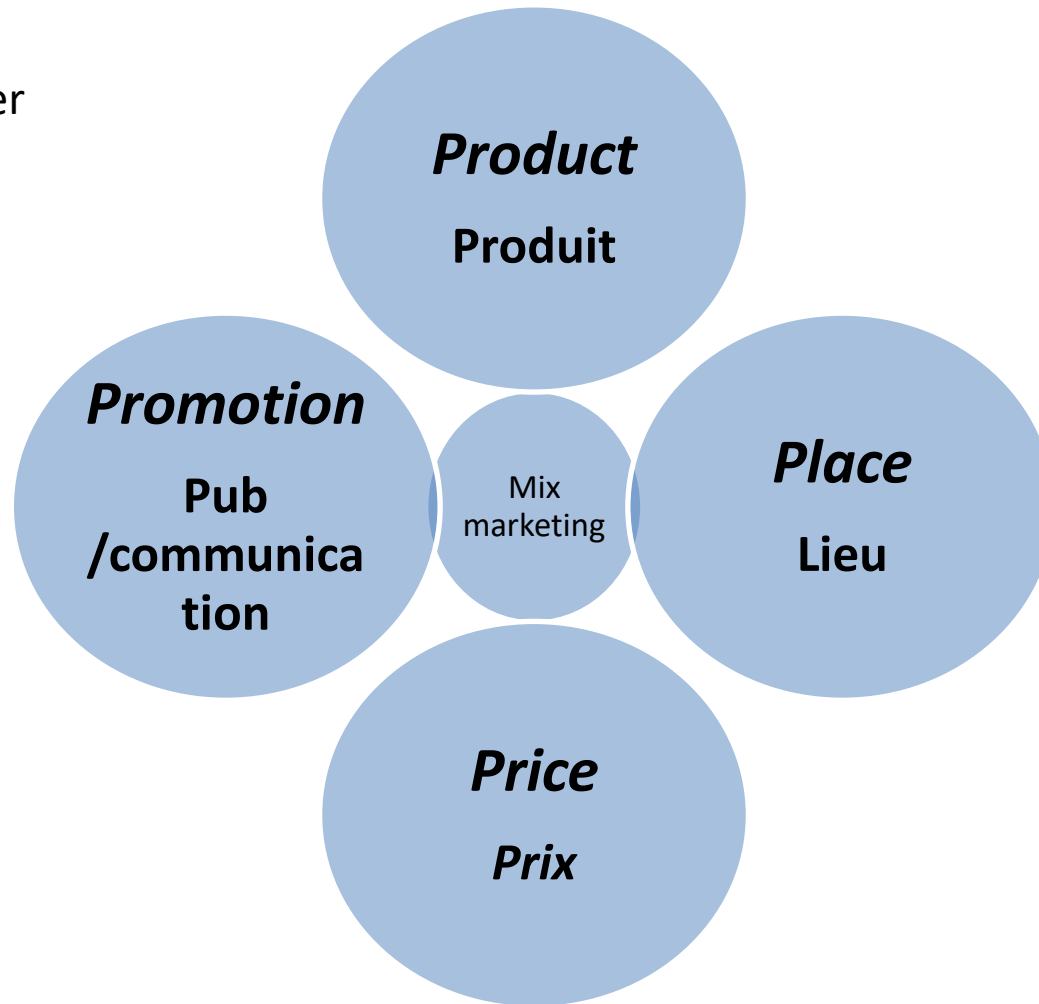 er
Product
Produit
Promotion
Pub
/communica
tion
Mix
marketing
Place
Lieu
Price
Prix